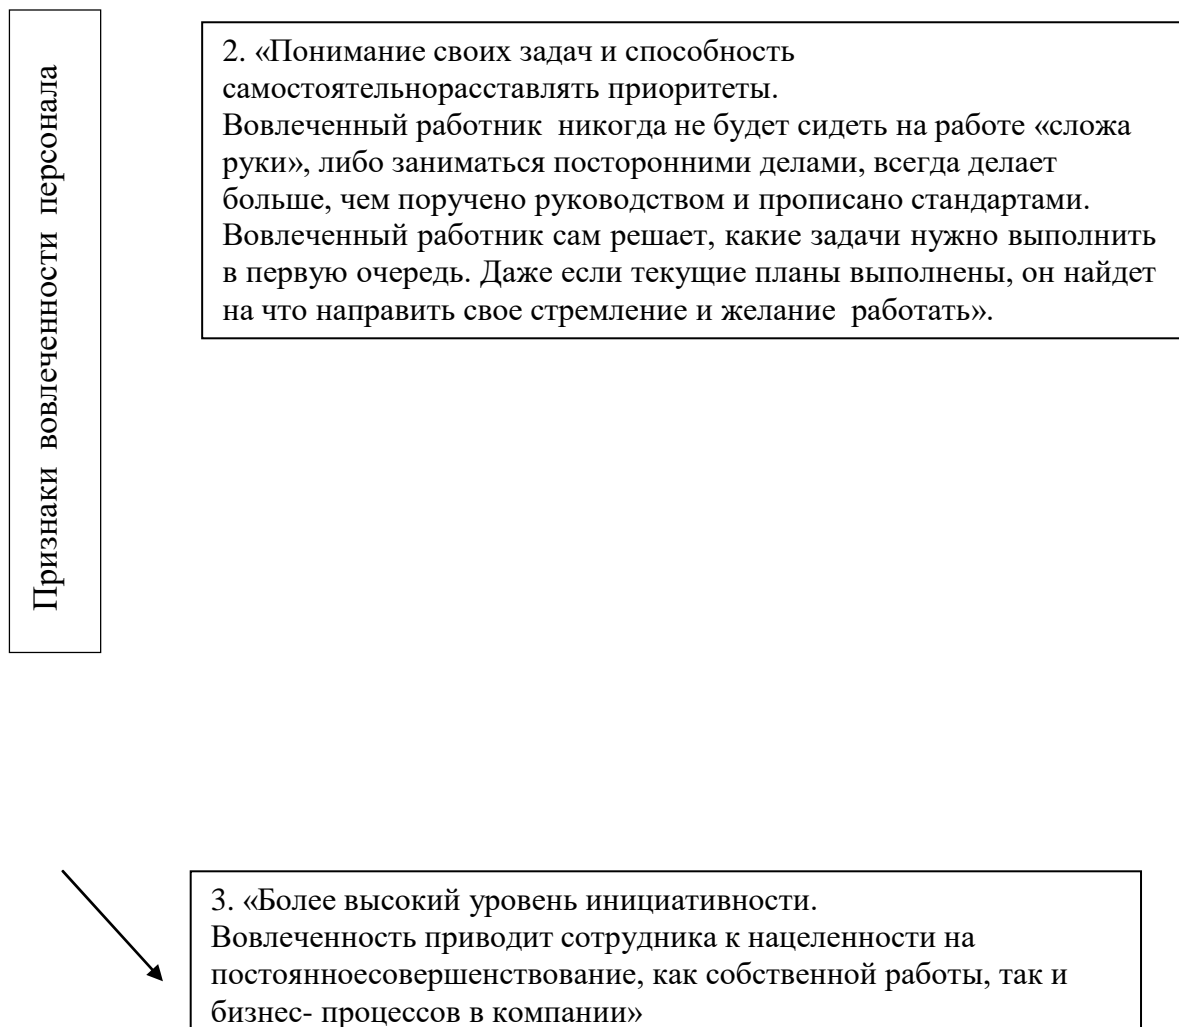 Признаки вовлеченности персонала
2. «Понимание своих задач и способность
самостоятельнорасставлять приоритеты.
Вовлеченный работник никогда не будет сидеть на работе «сложа
руки», либо заниматься посторонними делами, всегда делает
больше, чем поручено руководством и прописано стандартами.
Вовлеченный работник сам решает, какие задачи нужно выполнить
в первую очередь. Даже если текущие планы выполнены, он найдет
на что направить свое стремление и желание работать».
3. «Более высокий уровень инициативности.
Вовлеченность приводит сотрудника к нацеленности на
постоянноесовершенствование, как собственной работы, так и
бизнес- процессов в компании»